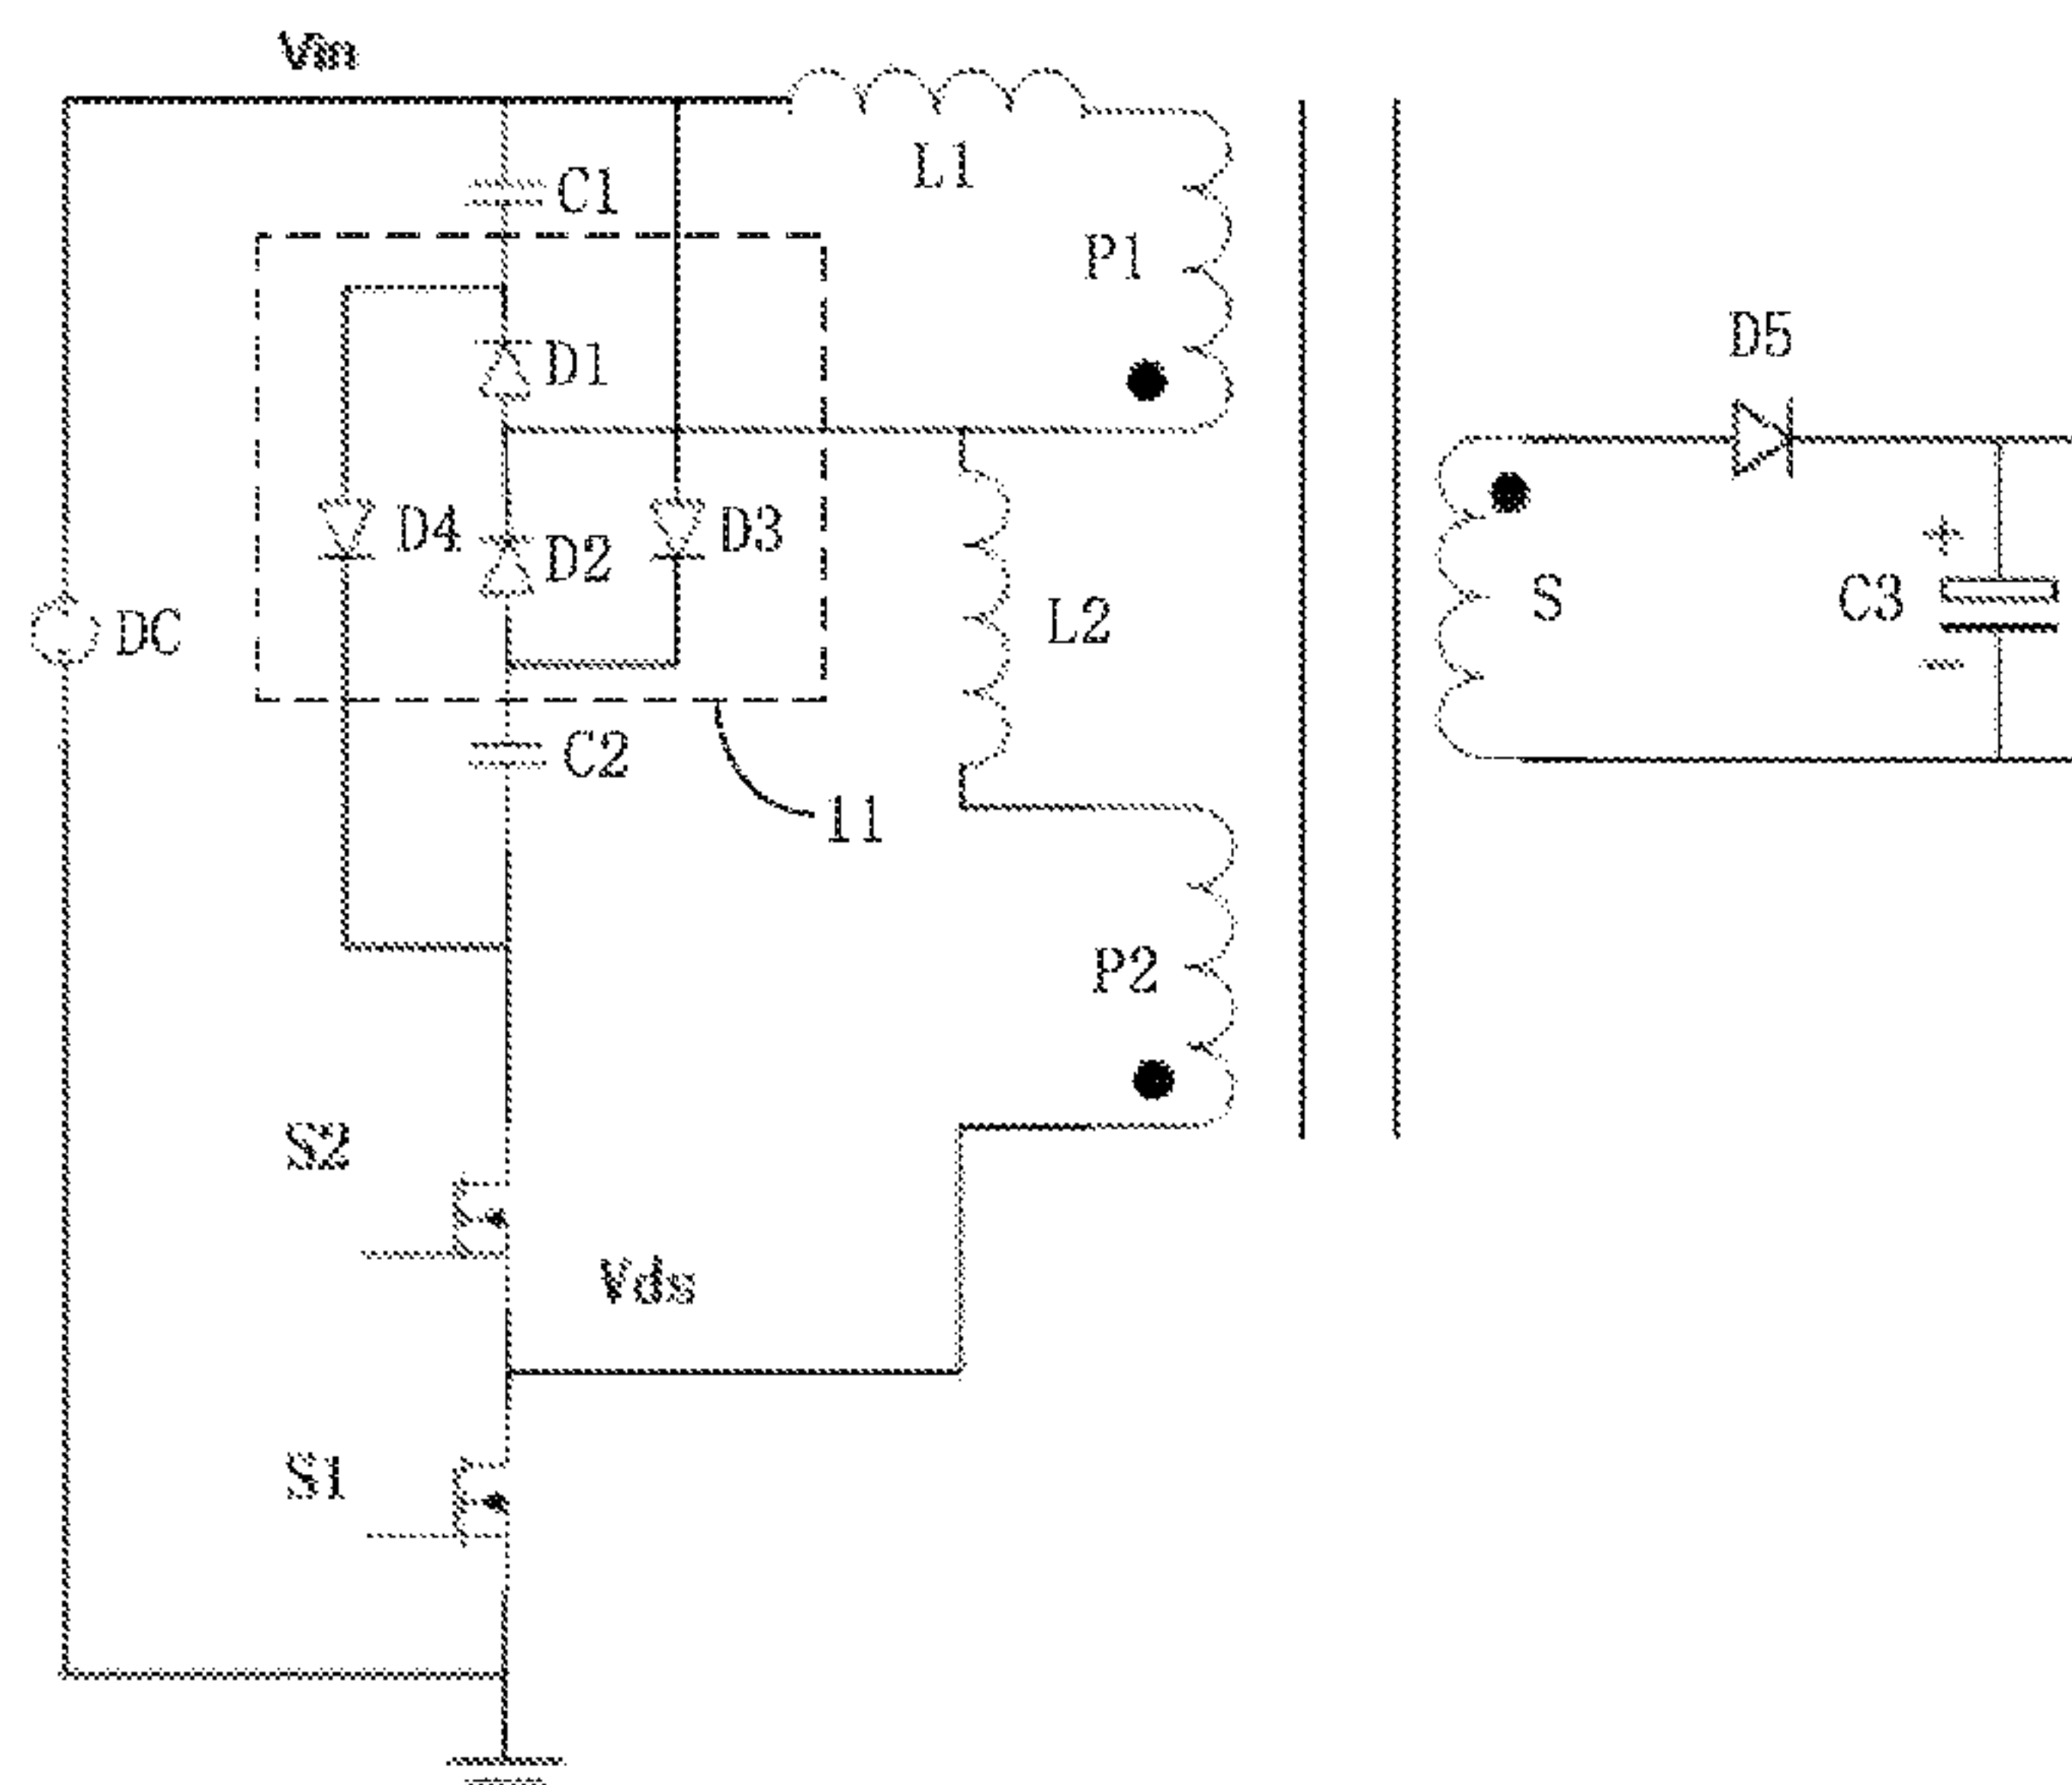 Vin
L1
C1
P1
D5
D1
D4
D2
D3
DC
L2
S
+
C3
−
C2
11
P2
S2
Vds
S1